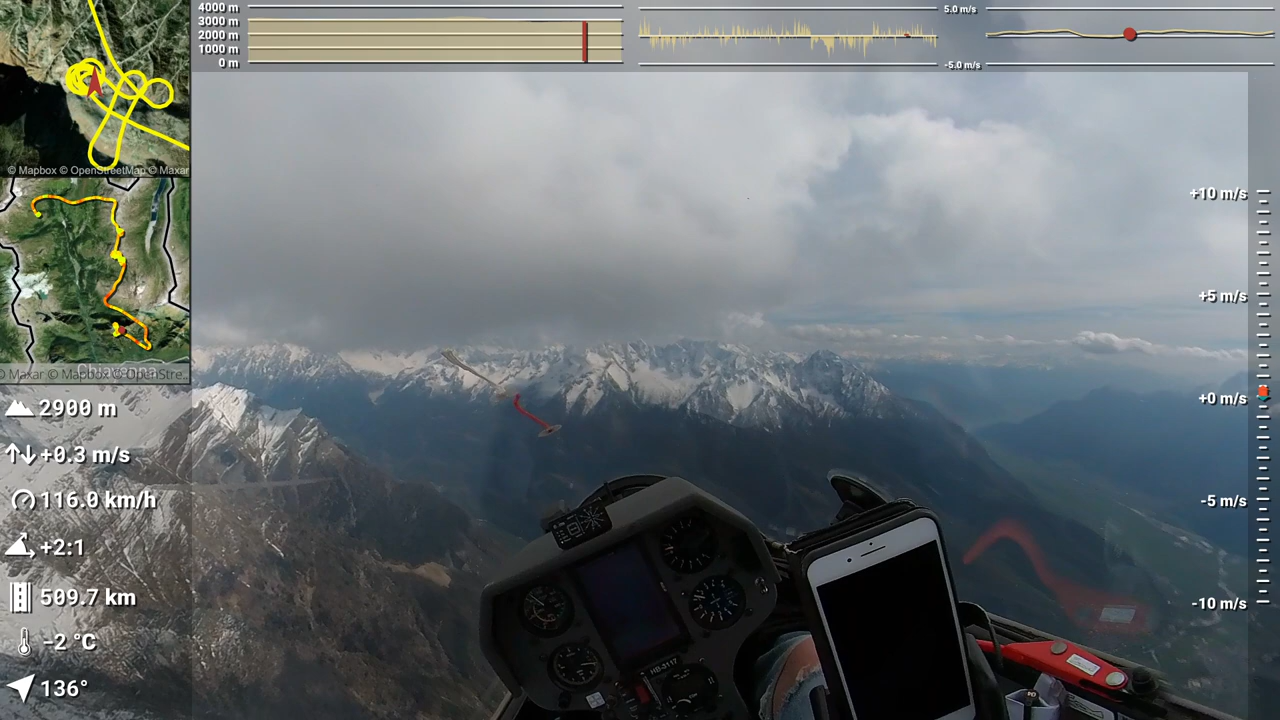 4000 m
3000 m
2000 m
1000 m
0 m
5.0 m/s
-5.0 m/s
© Mapbox © OpenStreetMap © Maxar
© Maxar © Mapbox © OpenStre...
2900 m
+0.3 m/s
116.0 km/h
+2:1
509.7 km
-2 °C
136°
+10 m/s
+5 m/s
+0 m/s
-5 m/s
-10 m/s
HB-3117